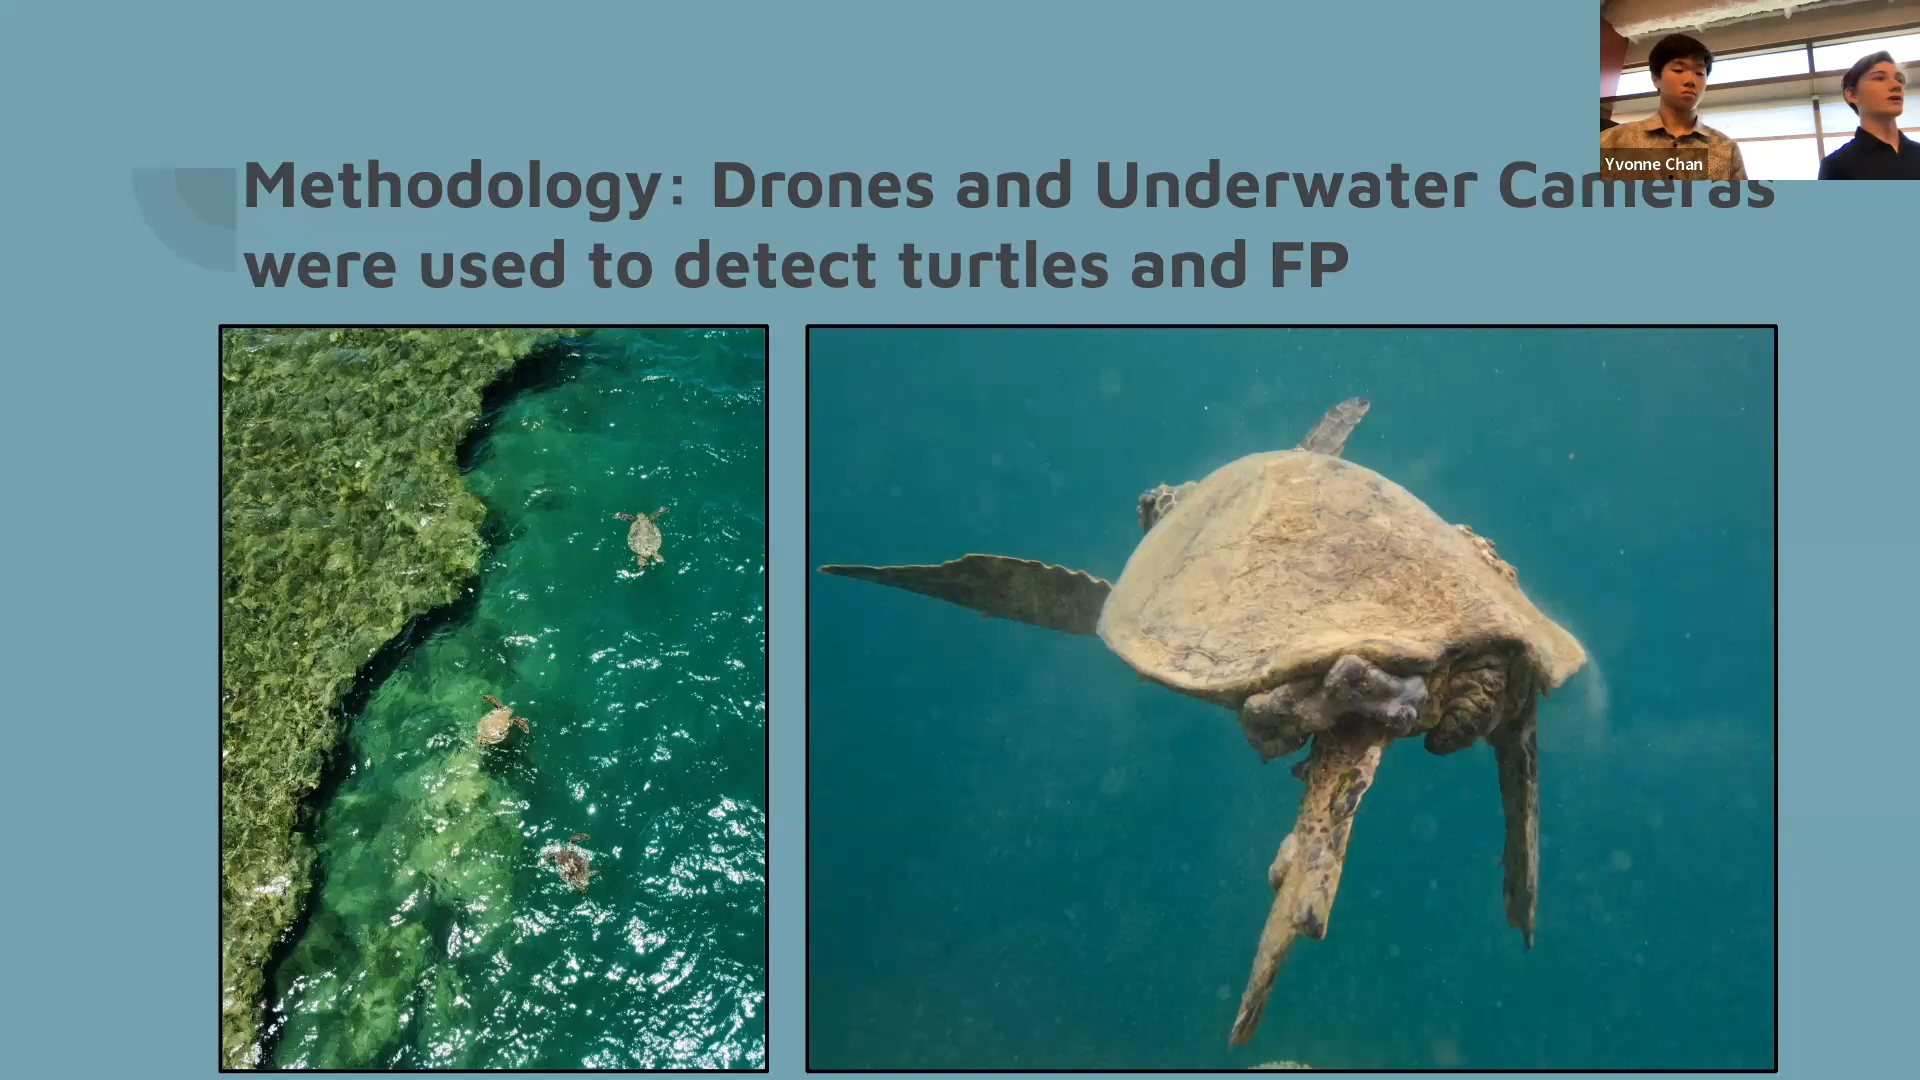 Methodology: Drones and Underwater Cameras
were used to detect turtles and FP
Yvonne Chan